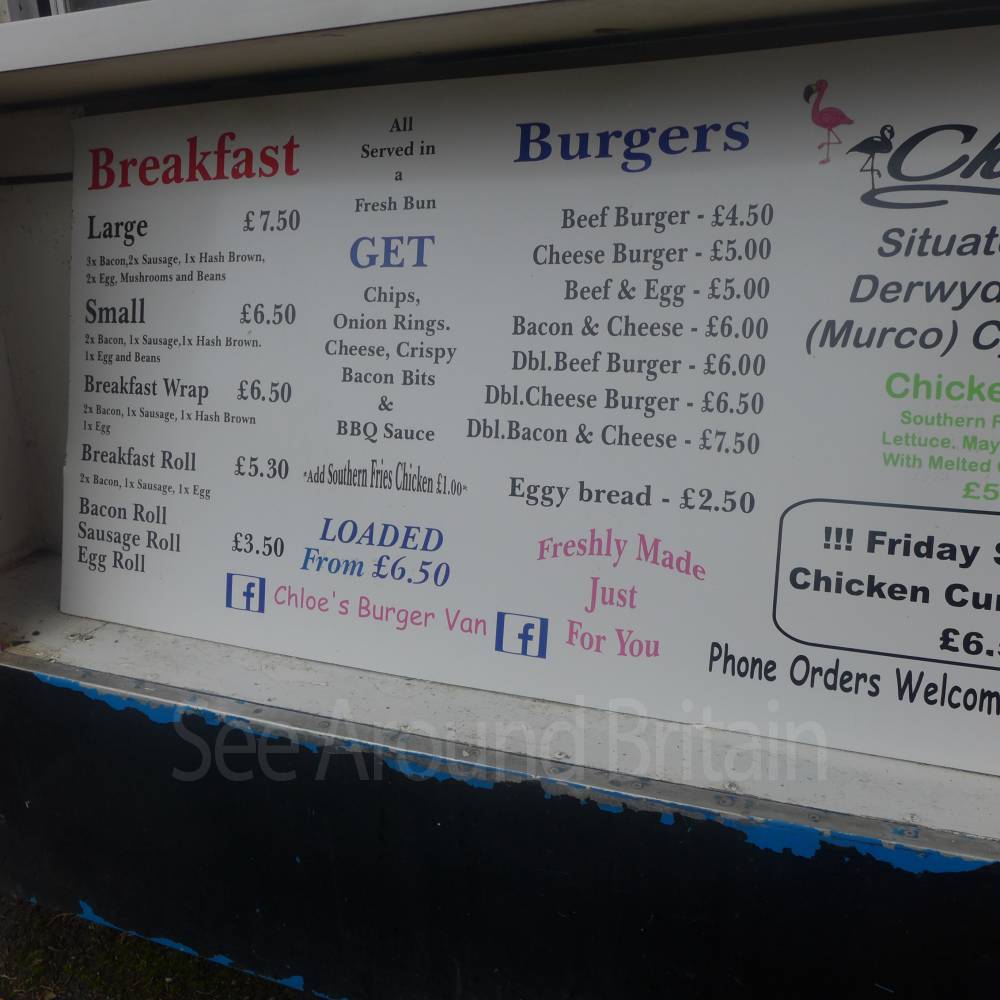 Breakfast
Large £7.50
3x Bacon,2x Sausage, 1x Hash Brown,
2x Egg, Mushrooms and Beans
Small £6.50
2x Bacon, 1x Sausage,1x Hash Brown.
1x Egg and Beans
Breakfast Wrap £6.50
2x Bacon, 1x Sausage, 1x Hash Brown
1x Egg
Breakfast Roll £5.30
2x Bacon, 1x Sausage, 1x Egg
Bacon Roll
Sausage Roll £3.50
Egg Roll
All
Served in
a
Fresh Bun
GET
Chips,
Onion Rings.
Cheese, Crispy
Bacon Bits
&
BBQ Sauce
*Add Southern Fries Chicken £1.00*
LOADED
From £6.50
f Chloe's Burger Van f
Burgers
Beef Burger - £4.50
Cheese Burger - £5.00
Beef & Egg - £5.00
Bacon & Cheese - £6.00
Dbl.Beef Burger - £6.00
Dbl.Cheese Burger - £6.50
Dbl.Bacon & Cheese - £7.50
Eggy bread - £2.50
Freshly Made
Just
For You
Situat
Derwyd
(Murco)
Chicke
Southern
Lettuce. May
With Melted
£5
!!! Friday
Chicken Cu
£6.
Phone Orders Welcom
See Around Britain